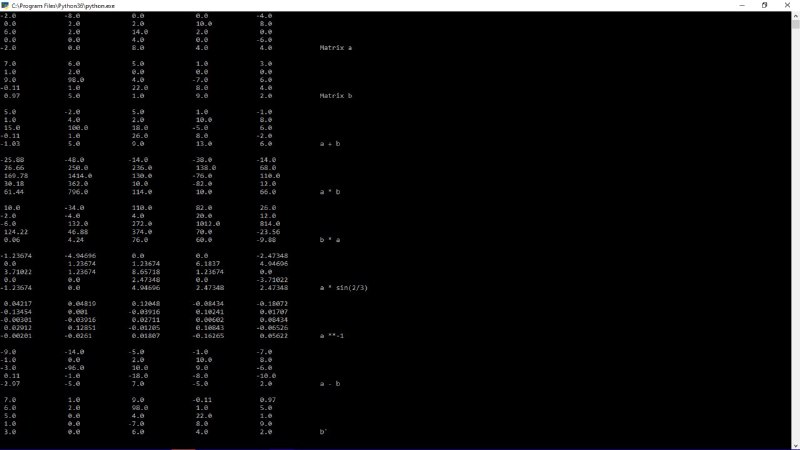 C:\Program Files\Python36\python.exe
-2.0 -8.0 0.0 0.0 -4.0
0.0 2.0 2.0 10.0 8.0
6.0 2.0 14.0 2.0 0.0
0.0 0.0 4.0 0.0 -6.0
-2.0 0.0 8.0 4.0 4.0 Matrix a
7.0 6.0 5.0 1.0 3.0
1.0 2.0 0.0 0.0 0.0
9.0 98.0 4.0 -7.0 6.0
-0.11 1.0 22.0 8.0 4.0
0.97 5.0 1.0 9.0 2.0 Matrix b
5.0 -2.0 5.0 1.0 -1.0
1.0 4.0 2.0 10.0 8.0
15.0 100.0 18.0 -5.0 6.0
-0.11 1.0 26.0 8.0 -2.0
-1.03 5.0 9.0 13.0 6.0 a + b
-25.88 -48.0 -14.0 -38.0 -14.0
26.66 250.0 236.0 138.0 68.0
169.78 1414.0 130.0 -76.0 110.0
30.18 362.0 10.0 -82.0 12.0
61.44 796.0 114.0 10.0 66.0 a * b
10.0 -34.0 110.0 82.0 26.0
-2.0 -4.0 4.0 20.0 12.0
-6.0 132.0 272.0 1012.0 814.0
124.22 46.88 374.0 70.0 -23.56
0.06 4.24 76.0 60.0 -9.88 b * a
-1.23674 -4.94696 0.0 0.0 -2.47348
0.0 1.23674 1.23674 6.1837 4.94696
3.71022 1.23674 8.65718 1.23674 0.0
0.0 0.0 2.47348 0.0 -3.71022
-1.23674 0.0 4.94696 2.47348 2.47348 a * sin(2/3)
0.04217 0.04819 0.12048 -0.08434 -0.18072
-0.13454 0.001 -0.03916 0.10241 0.01707
-0.00301 -0.03916 0.02711 0.00602 0.08434
0.02912 0.12851 -0.01205 0.10843 -0.06526
-0.00201 -0.0261 0.01807 -0.16265 0.05622 a **-1
-9.0 -14.0 -5.0 -1.0 -7.0
-1.0 0.0 2.0 10.0 8.0
-3.0 -96.0 10.0 9.0 -6.0
0.11 -1.0 -18.0 -8.0 -10.0
-2.97 -5.0 7.0 -5.0 2.0 a - b
7.0 1.0 9.0 -0.11 0.97
6.0 2.0 98.0 1.0 5.0
5.0 0.0 4.0 22.0 1.0
1.0 0.0 -7.0 8.0 9.0
3.0 0.0 6.0 4.0 2.0 b'